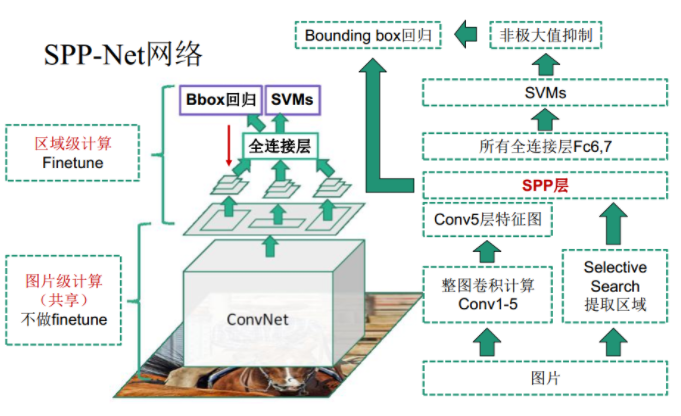 SPP-Net网络
Bounding box回归
非极大值抑制
Bbox回归
SVMs
SVMs
区域级计算
Finetune
全连接层
所有全连接层Fc6,7
SPP层
Conv5层特征图
图片级计算
（共享）
不做finetune
ConvNet
整图卷积计算
Conv1-5
Selective
Search
提取区域
图片